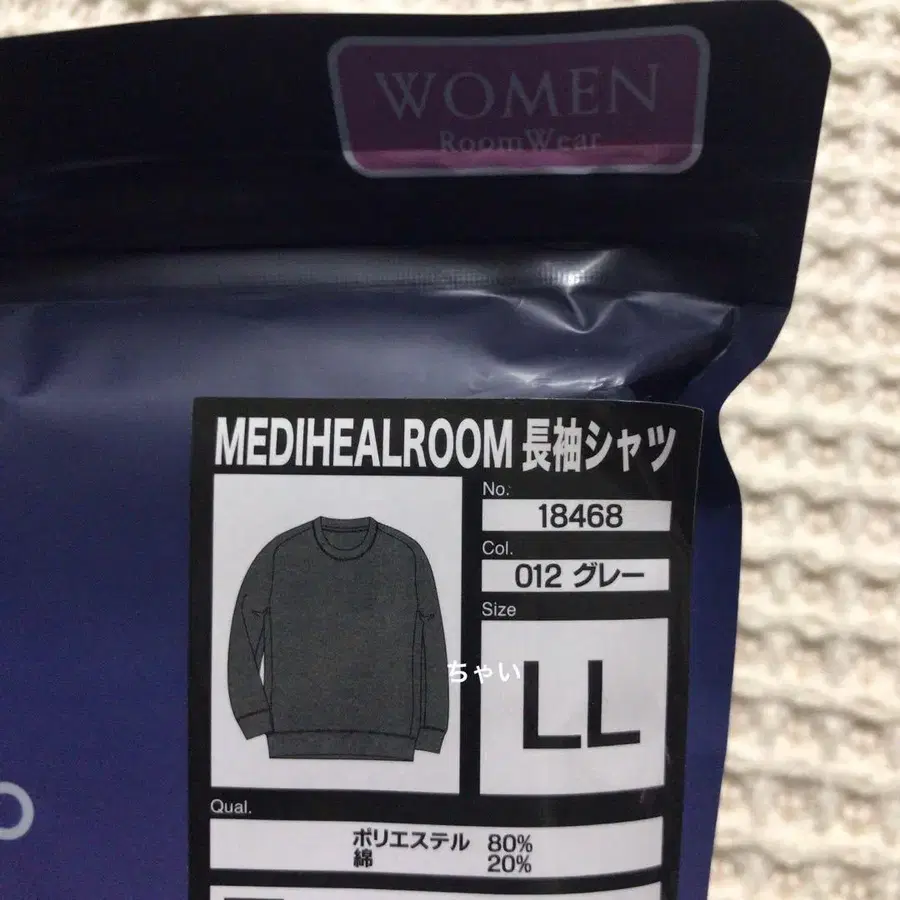 WOMEN
RoomWear
MEDIHEALROOM 長袖シャツ
No.
18468
Col.
012 グレー
Size
LL
ちゃい
Qual.
ポリエステル 80%
綿 20%